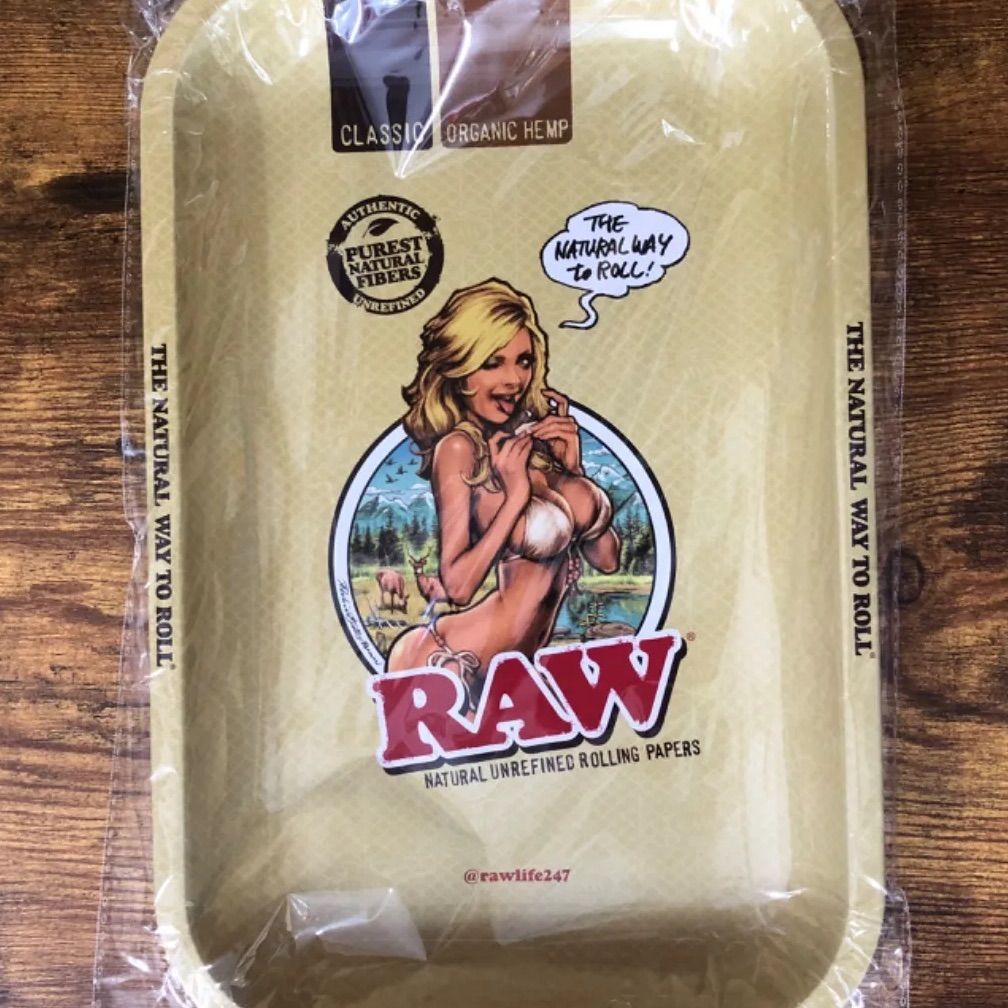 CLASSIC
ORGANIC HEMP
AUTHENTIC
PUREST
NATURAL
FIBERS
UNREFINED
THE
NATURAL WAY
to ROLL!
THE NATURAL WAY TO ROLL®
THE NATURAL WAY TO ROLL®
RAW®
NATURAL UNREFINED ROLLING PAPERS
@rawlife247